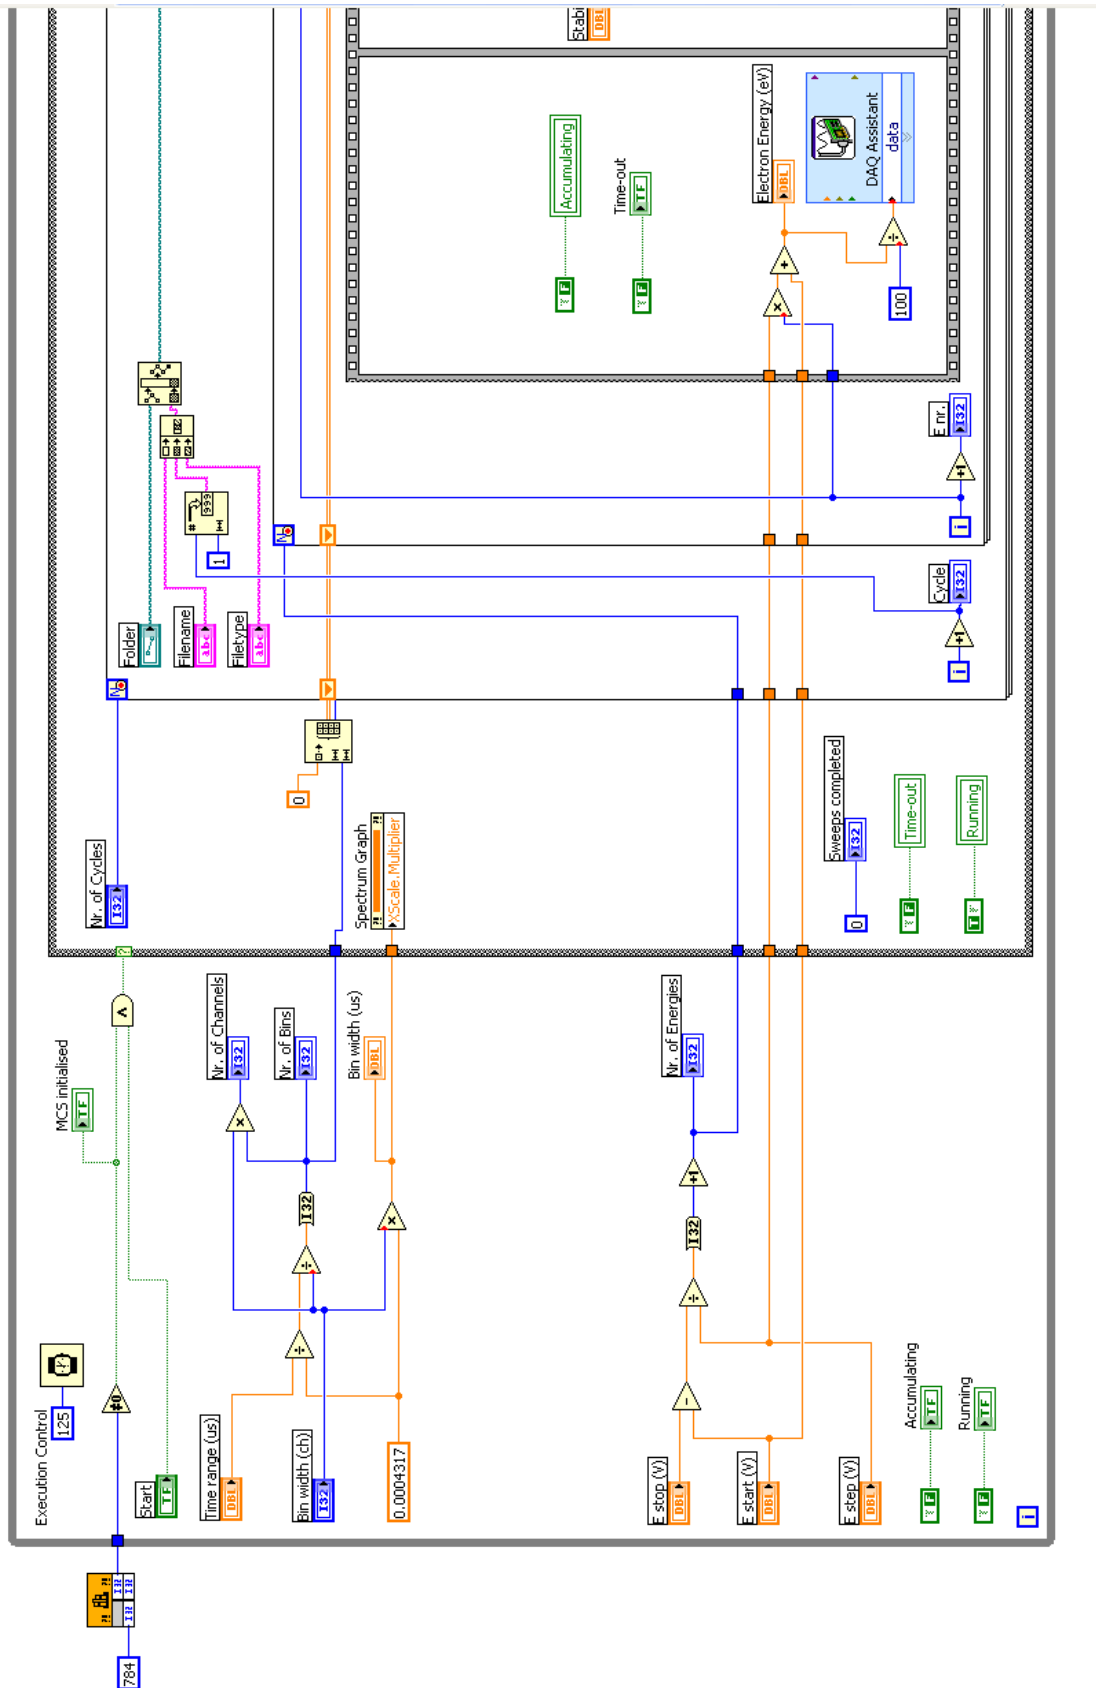 784
Execution Control
125
Start
MCS initialised
Time range (us)
DBL
Bin width (ch)
I32
0.0004317
Nr. of Channels
I32
Nr. of Bins
I32
Bin width (us)
DBL
I32
E stop (V)
DBL
E start (V)
DBL
E step (V)
DBL
I32
Nr. of Energies
I32
Accumulating
TF
F
Running
TF
F
i
≠0
TF
TF
Nr. of Cycles
I32
Spectrum Graph
XScale.Multiplier
0
Sweeps completed
I32
0
Time-out
F
Running
T
N
Folder
Filename
abc
Filetype
abc
1
#
999
Cycle
I32
+1
i
N
E nr.
I32
+1
i
Accumulating
F
Time-out
TF
F
Electron Energy (eV)
DBL
100
DAQ Assistant
data
Stabi
DBL